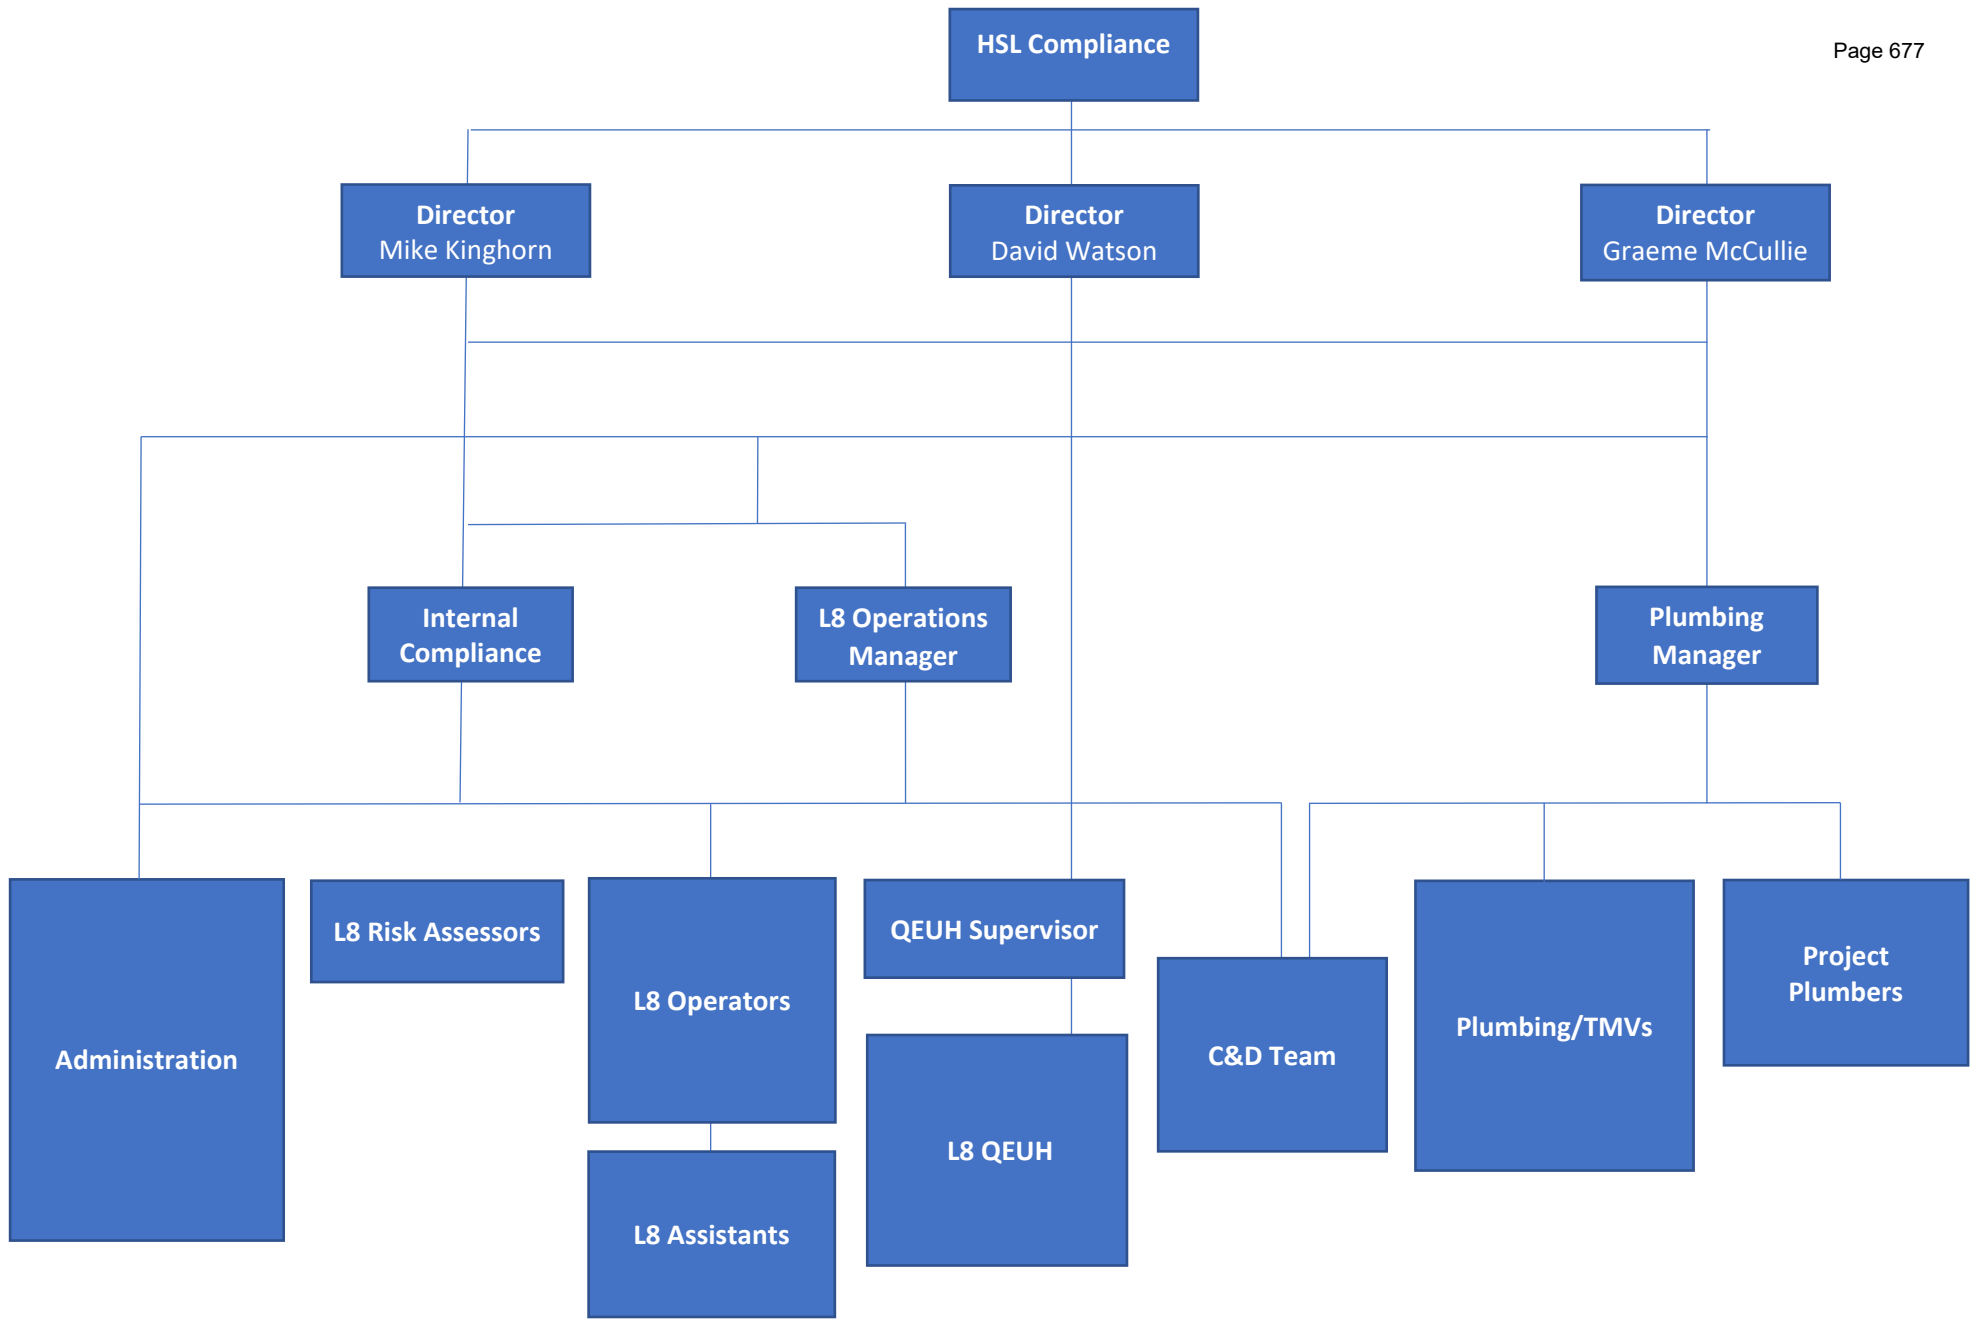 HSL Compliance
Page 677
Director
Mike Kinghorn
Director
David Watson
Director
Graeme McCullie
Internal
Compliance
L8 Operations
Manager
Plumbing
Manager
Administration
L8 Risk Assessors
L8 Operators
L8 Assistants
QEUH Supervisor
L8 QEUH
C&D Team
Plumbing/TMVs
Project
Plumbers